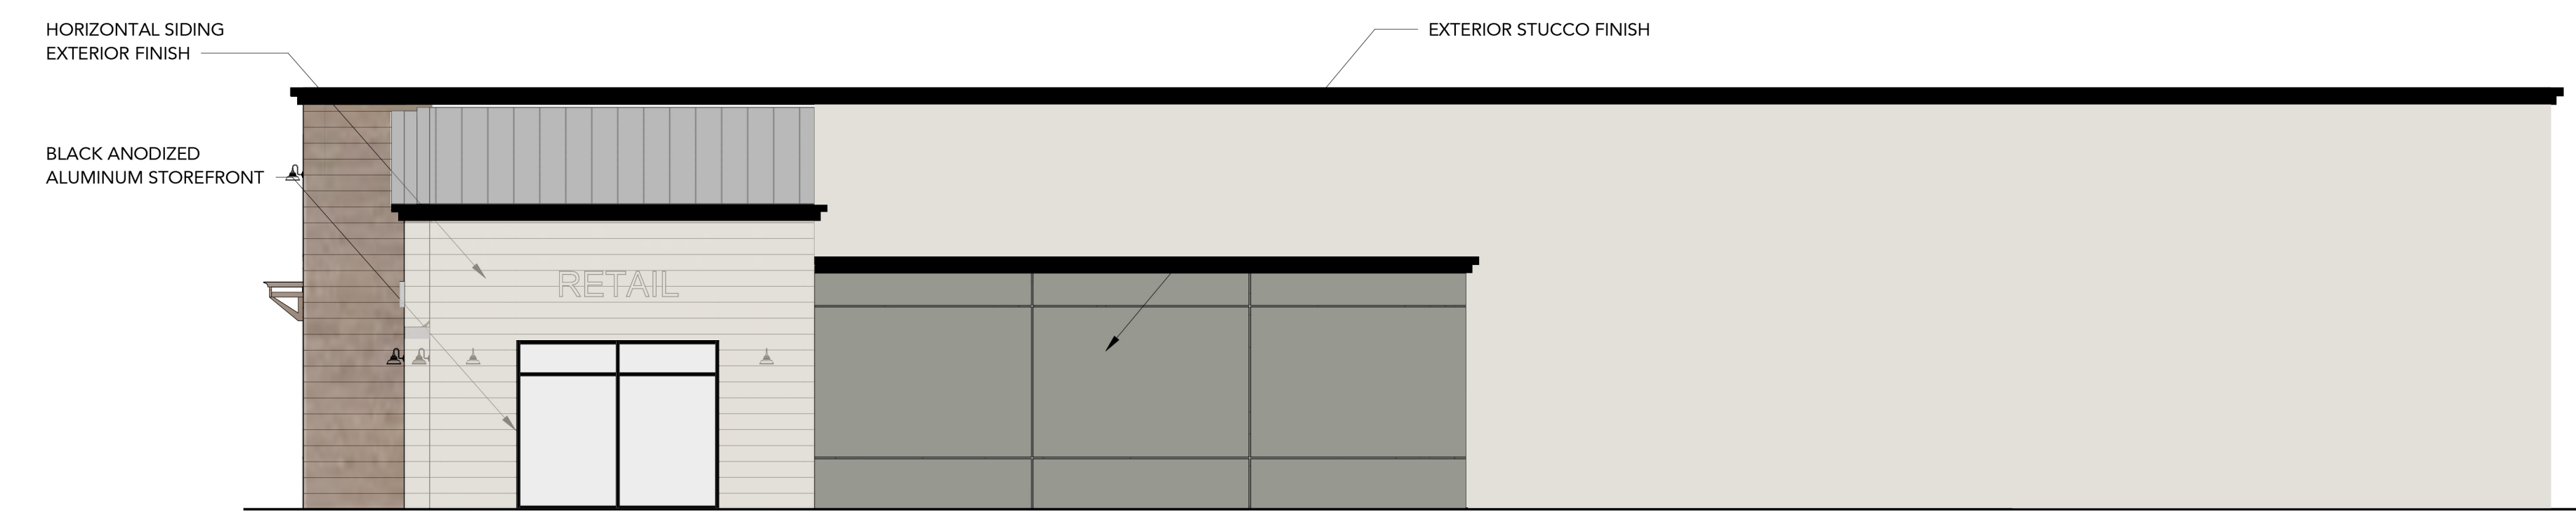 HORIZONTAL SIDING
EXTERIOR FINISH
EXTERIOR STUCCO FINISH
BLACK ANODIZED
ALUMINUM STOREFRONT
RETAIL